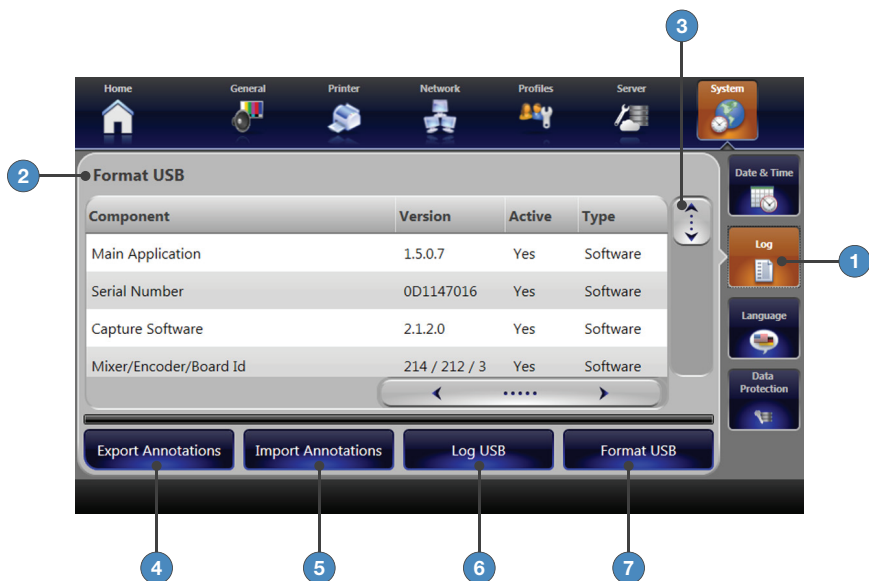 3
Home General Printer Network Profiles Server System
2
Format USB
Date & Time
Component Version Active Type
Main Application 1.5.0.7 Yes Software
Log
1
Serial Number 0D1147016 Yes Software
Capture Software 2.1.2.0 Yes Software
Language
Mixer/Encoder/Board Id 214 / 212 / 3 Yes Software
Data
Protection
Export Annotations Import Annotations Log USB Format USB
4 5 6 7